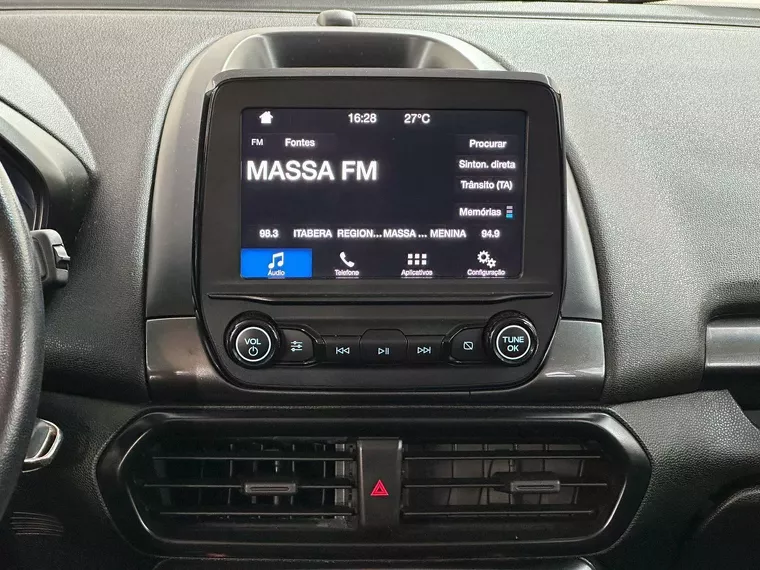 16:28 27°C
FM Fontes Procurar
MASSA FM
Sinton. direta
Trânsito (TA)
Memórias
98.3 ITABERA REGION... MASSA ... MENINA 94.9
Áudio Telefone Aplicativos Configuração
VOL TUNE OK